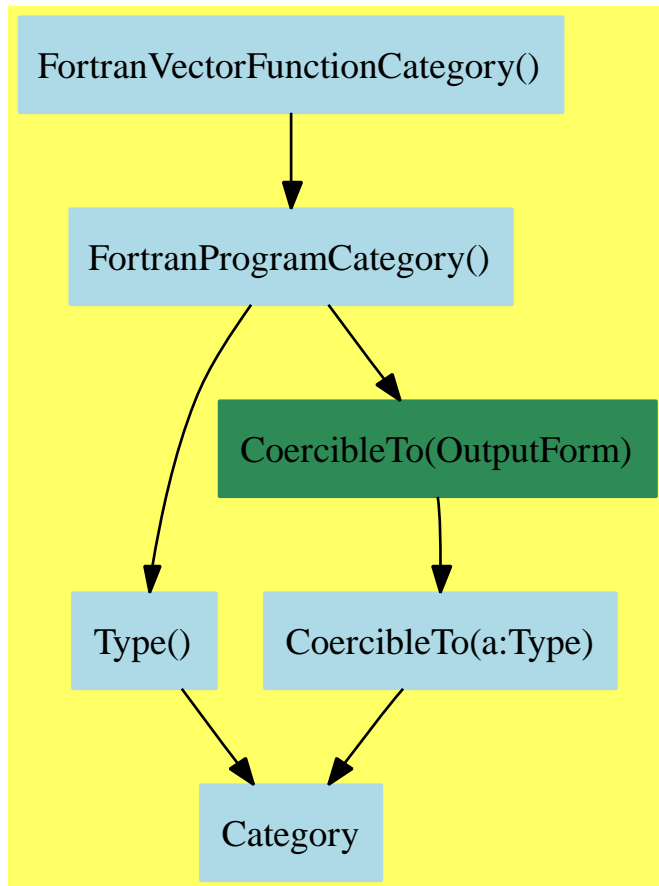 FortranVectorFunctionCategory()
FortranProgramCategory()
CoercibleTo(OutputForm)
Type()
CoercibleTo(a:Type)
Category